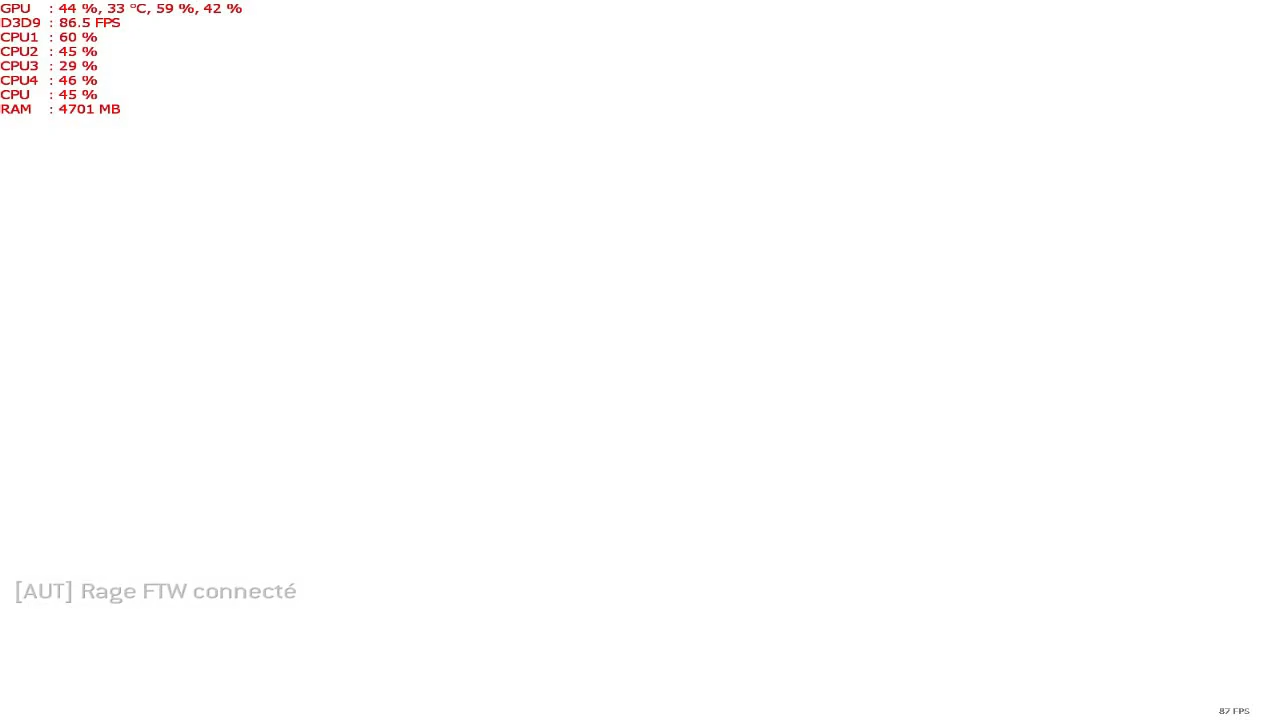 GPU : 44 %, 33 °C, 59 %, 42 %
D3D9 : 86.5 FPS
CPU1 : 60 %
CPU2 : 45 %
CPU3 : 29 %
CPU4 : 46 %
CPU : 45 %
RAM : 4701 MB
[AUT] Rage FTW connecté
87 FPS